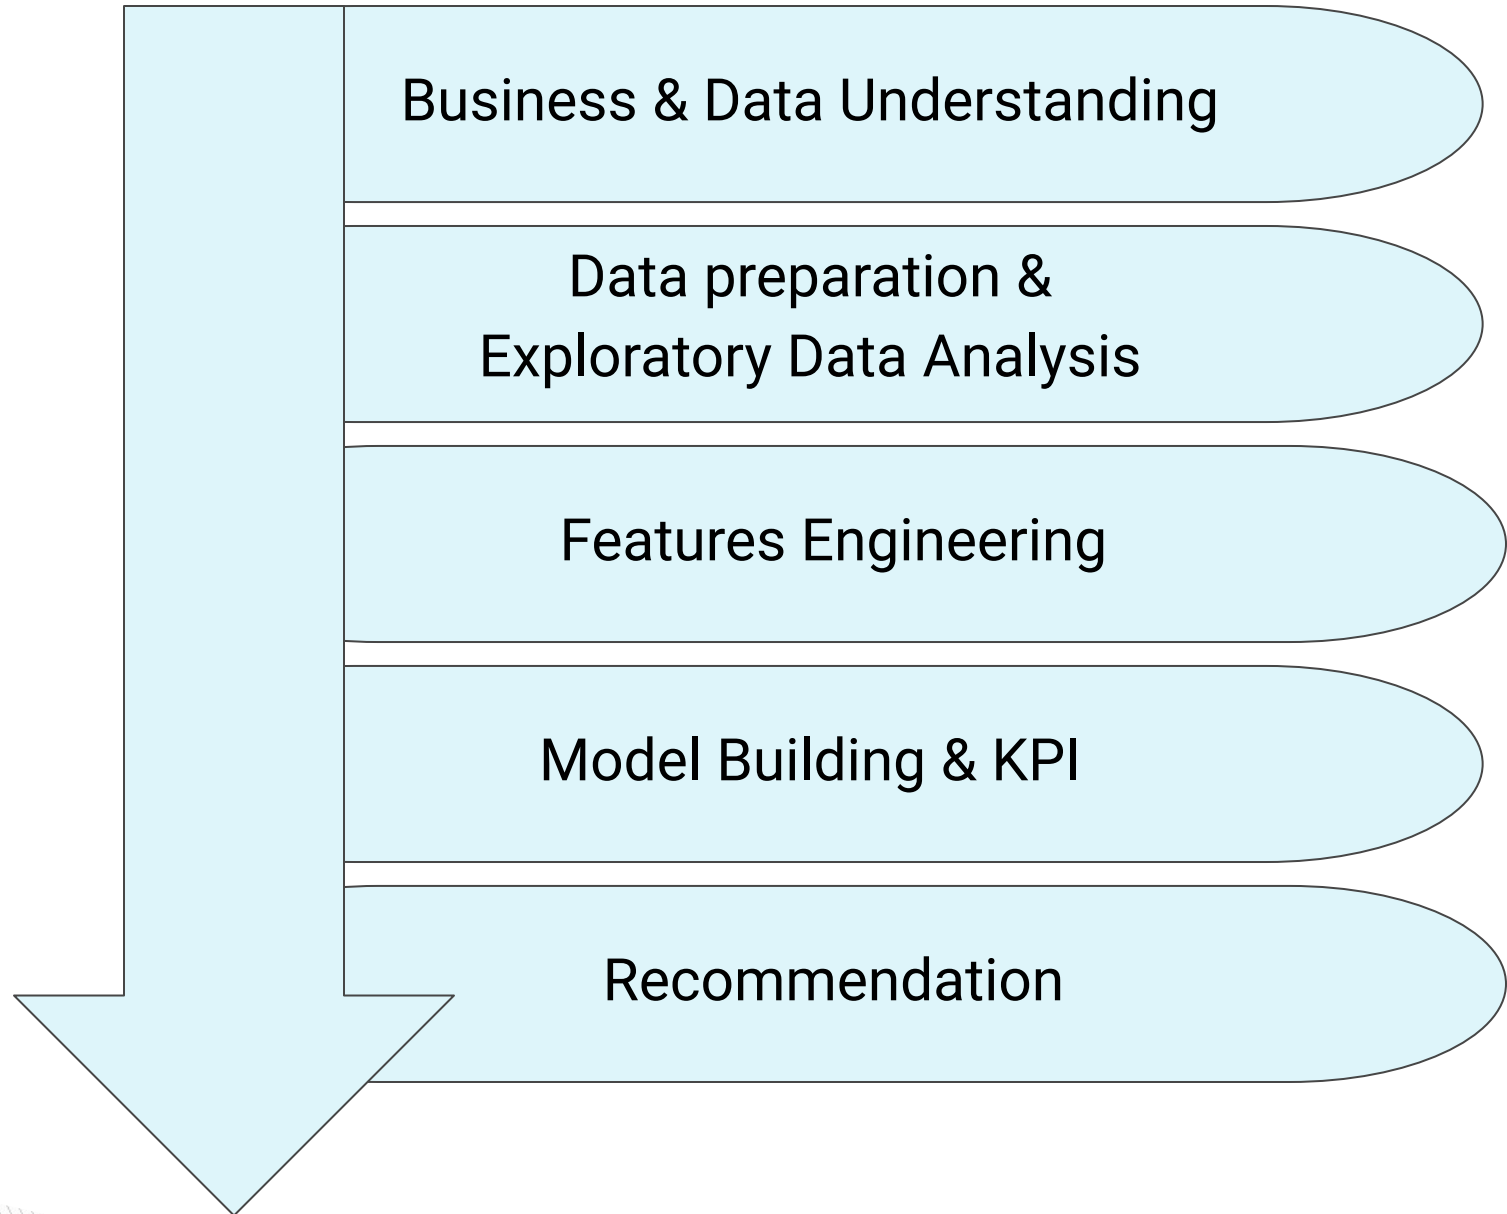 Business & Data Understanding
Data preparation &
Exploratory Data Analysis
Features Engineering
Model Building & KPI
Recommendation